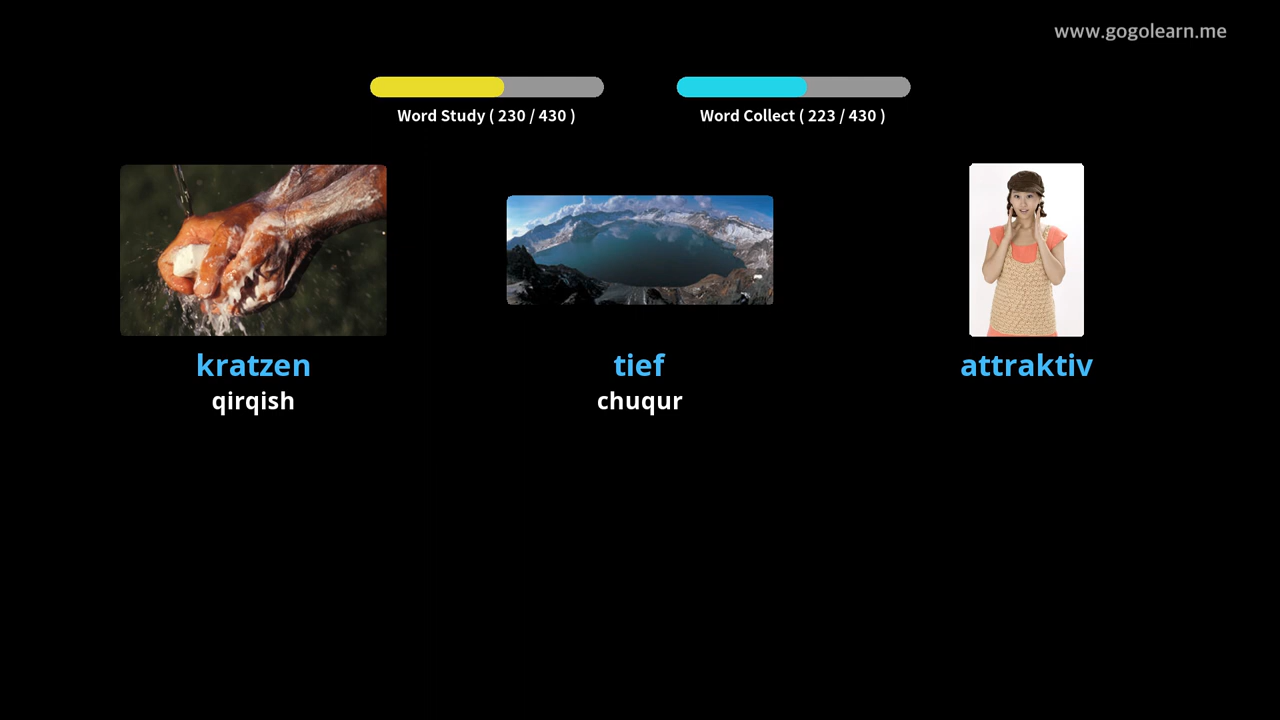 www.gogolearn.me
Word Study ( 230 / 430 )
Word Collect ( 223 / 430 )
kratzen
qirqish
tief
chuqur
attraktiv